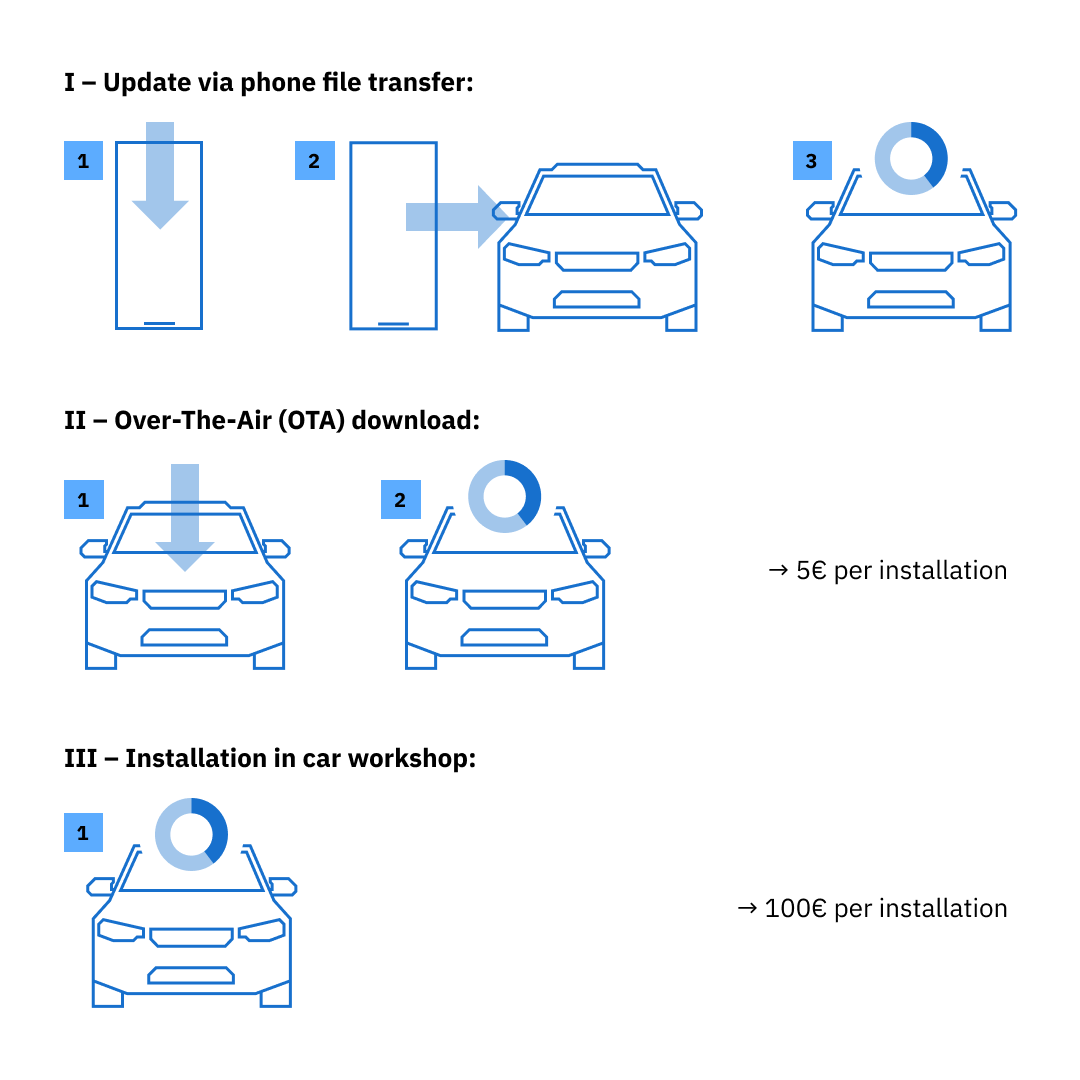 I – Update via phone file transfer:
1
2
3
II – Over-The-Air (OTA) download:
1
2
→ 5€ per installation
III – Installation in car workshop:
1
→ 100€ per installation